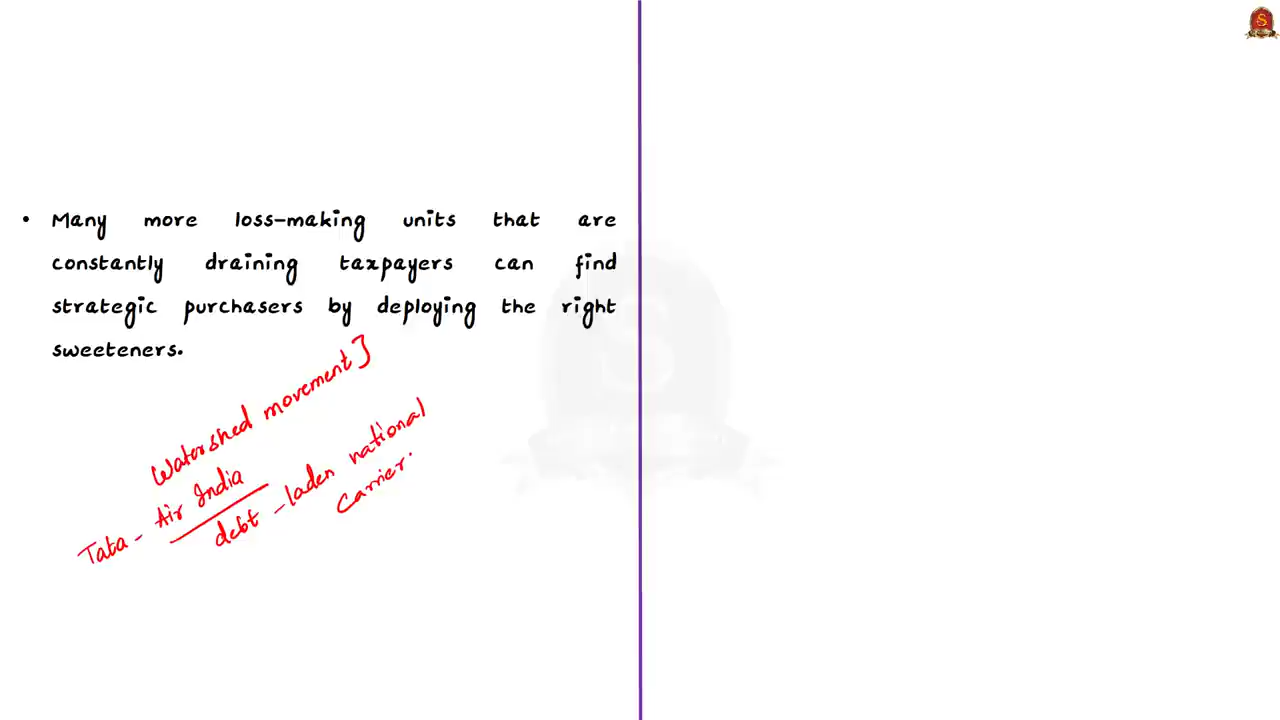 • Many more loss-making units that are
constantly draining taxpayers can find
strategic purchasers by deploying the right
sweeteners.
Watershed movement]
Tata - Air India
debt - laden national
carrier.
S